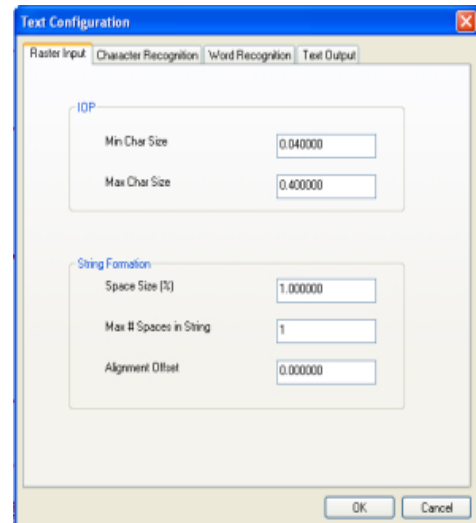 Text Configuration
Raster Input Character Recognition Word Recognition Text Output
IOP
Min Char Size 0.040000
Max Char Size 0.400000
String Formation
Space Size (%) 1.000000
Max # Spaces in String 1
Alignment Offset 0.000000
OK Cancel